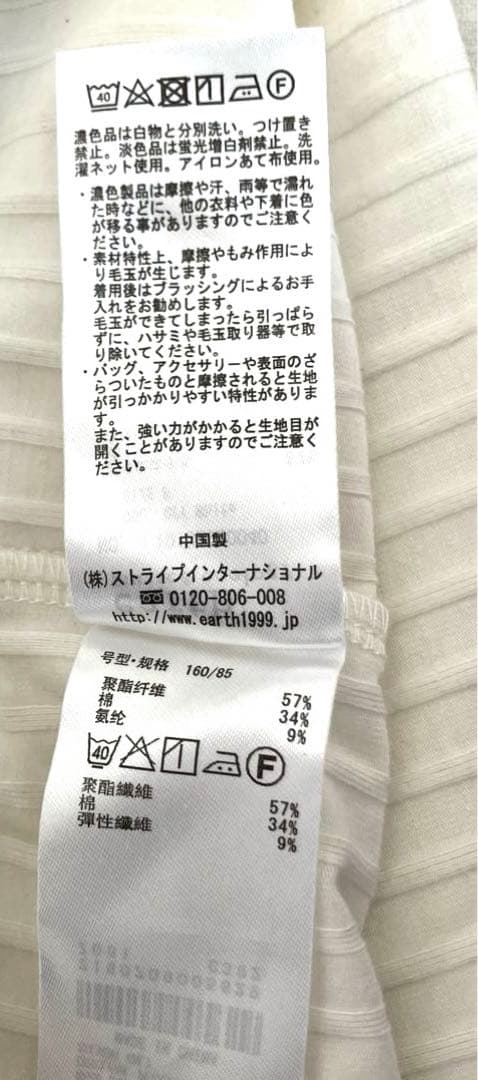 40 F
濃色品は白物と分別洗い。つけ置き
禁止。淡色品は蛍光増白剤禁止。洗
濯ネット使用。アイロンあて布使用。
・濃色製品は摩擦や汗、雨等で濡れ
た時などに、他の衣料や下着に色
が移る事がありますのでご注意く
ださい。
・素材特性上、摩擦やもみ作用によ
り毛玉が生じます。
着用後はブラッシングによるお手
入れをお勧めします。
毛玉ができてしまったら引っぱら
ずに、ハサミや毛玉取り器等で取
り除いてください。
・バッグ、アクセサリーや表面のざ
らついたものと摩擦されると生地
が引っかかりやすい特性がありま
す。
また、強い力がかかると生地目が
開くことがありますのでご注意く
ださい。
中国製
(株)ストライプインターナショナル
0120-806-008
http://www.earth1999.jp
号型·规格 160/85
聚酯纤维 57%
棉 34%
氨纶 9%
40 F
聚酯纖維 57%
棉 34%
彈性纖維 9%